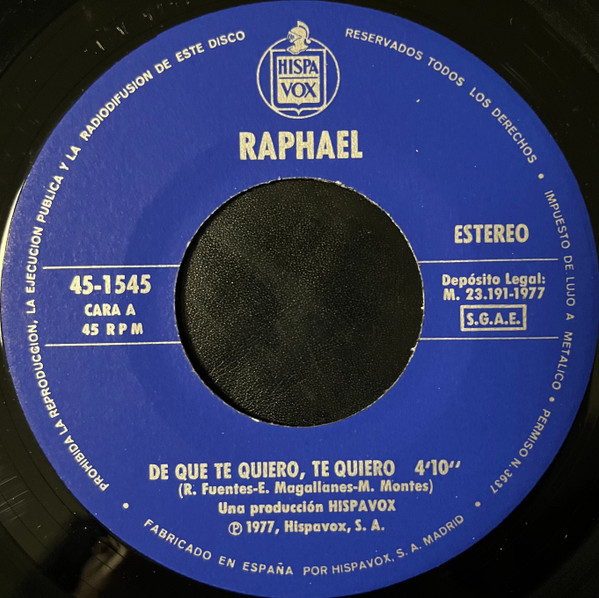 PROHIBIDA LA REPRODUCCION, LA EJECUCION PUBLICA Y LA RADIODIFUSION DE ESTE DISCO
RESERVADOS TODOS LOS DERECHOS • IMPUESTO DE LUJO A METALICO • PERMISO N. 3637
HISPA
VOX
RAPHAEL
ESTEREO
45-1545
CARA A
45 RPM
Depósito Legal:
M. 23.191-1977
S.G.A.E.
DE QUE TE QUIERO, TE QUIERO 4'10"
(R. Fuentes-E. Magallanes-M. Montes)
Una producción HISPAVOX
Ⓟ 1977, Hispavox, S. A.
• FABRICADO EN ESPAÑA POR HISPAVOX, S. A. MADRID •